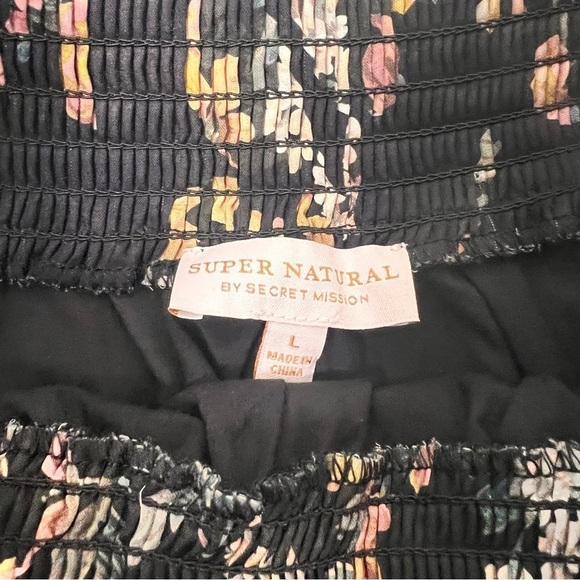 SUPER NATURAL
BY SECRET MISSION
L
MADE IN
CHINA